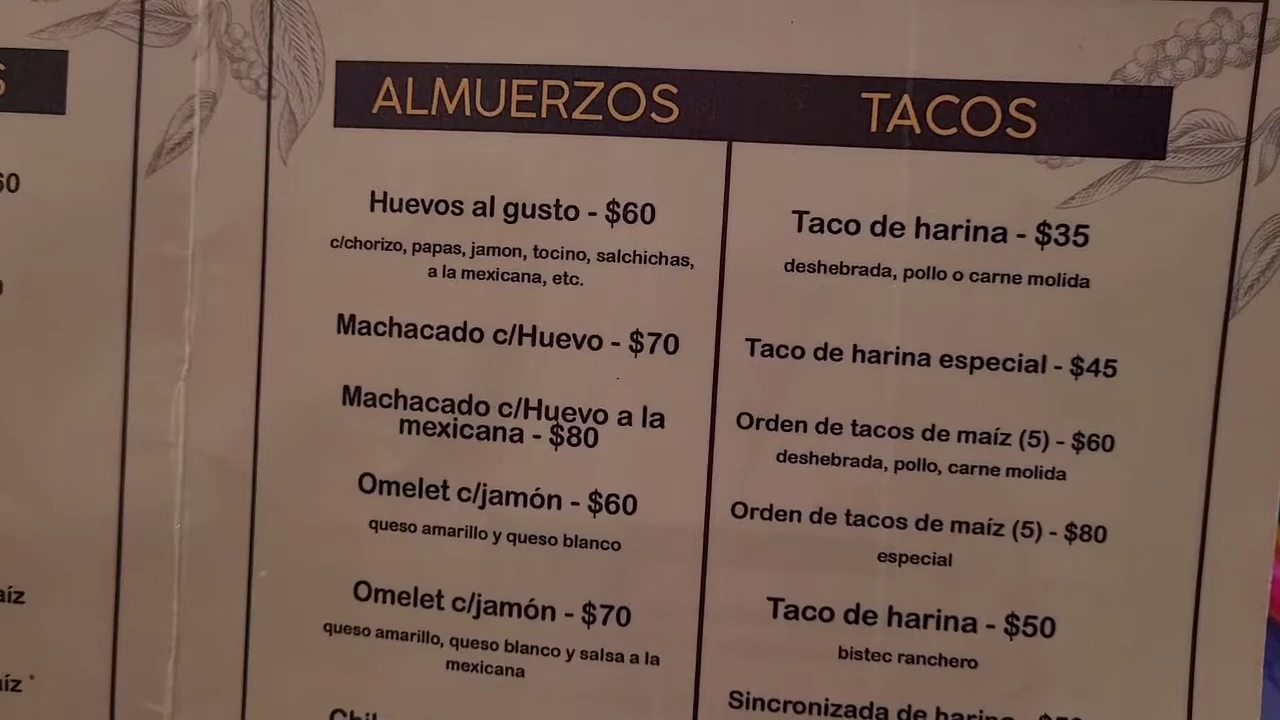 ALMUERZOS
Huevos al gusto - $60
c/chorizo, papas, jamon, tocino, salchichas,
a la mexicana, etc.
Machacado c/Huevo - $70
Machacado c/Huevo a la
mexicana - $80
Omelet c/jamón - $60
queso amarillo y queso blanco
Omelet c/jamón - $70
queso amarillo, queso blanco y salsa a la
mexicana
TACOS
Taco de harina - $35
deshebrada, pollo o carne molida
Taco de harina especial - $45
Orden de tacos de maíz (5) - $60
deshebrada, pollo, carne molida
Orden de tacos de maíz (5) - $80
especial
Taco de harina - $50
bistec ranchero
Sincronizada de harina